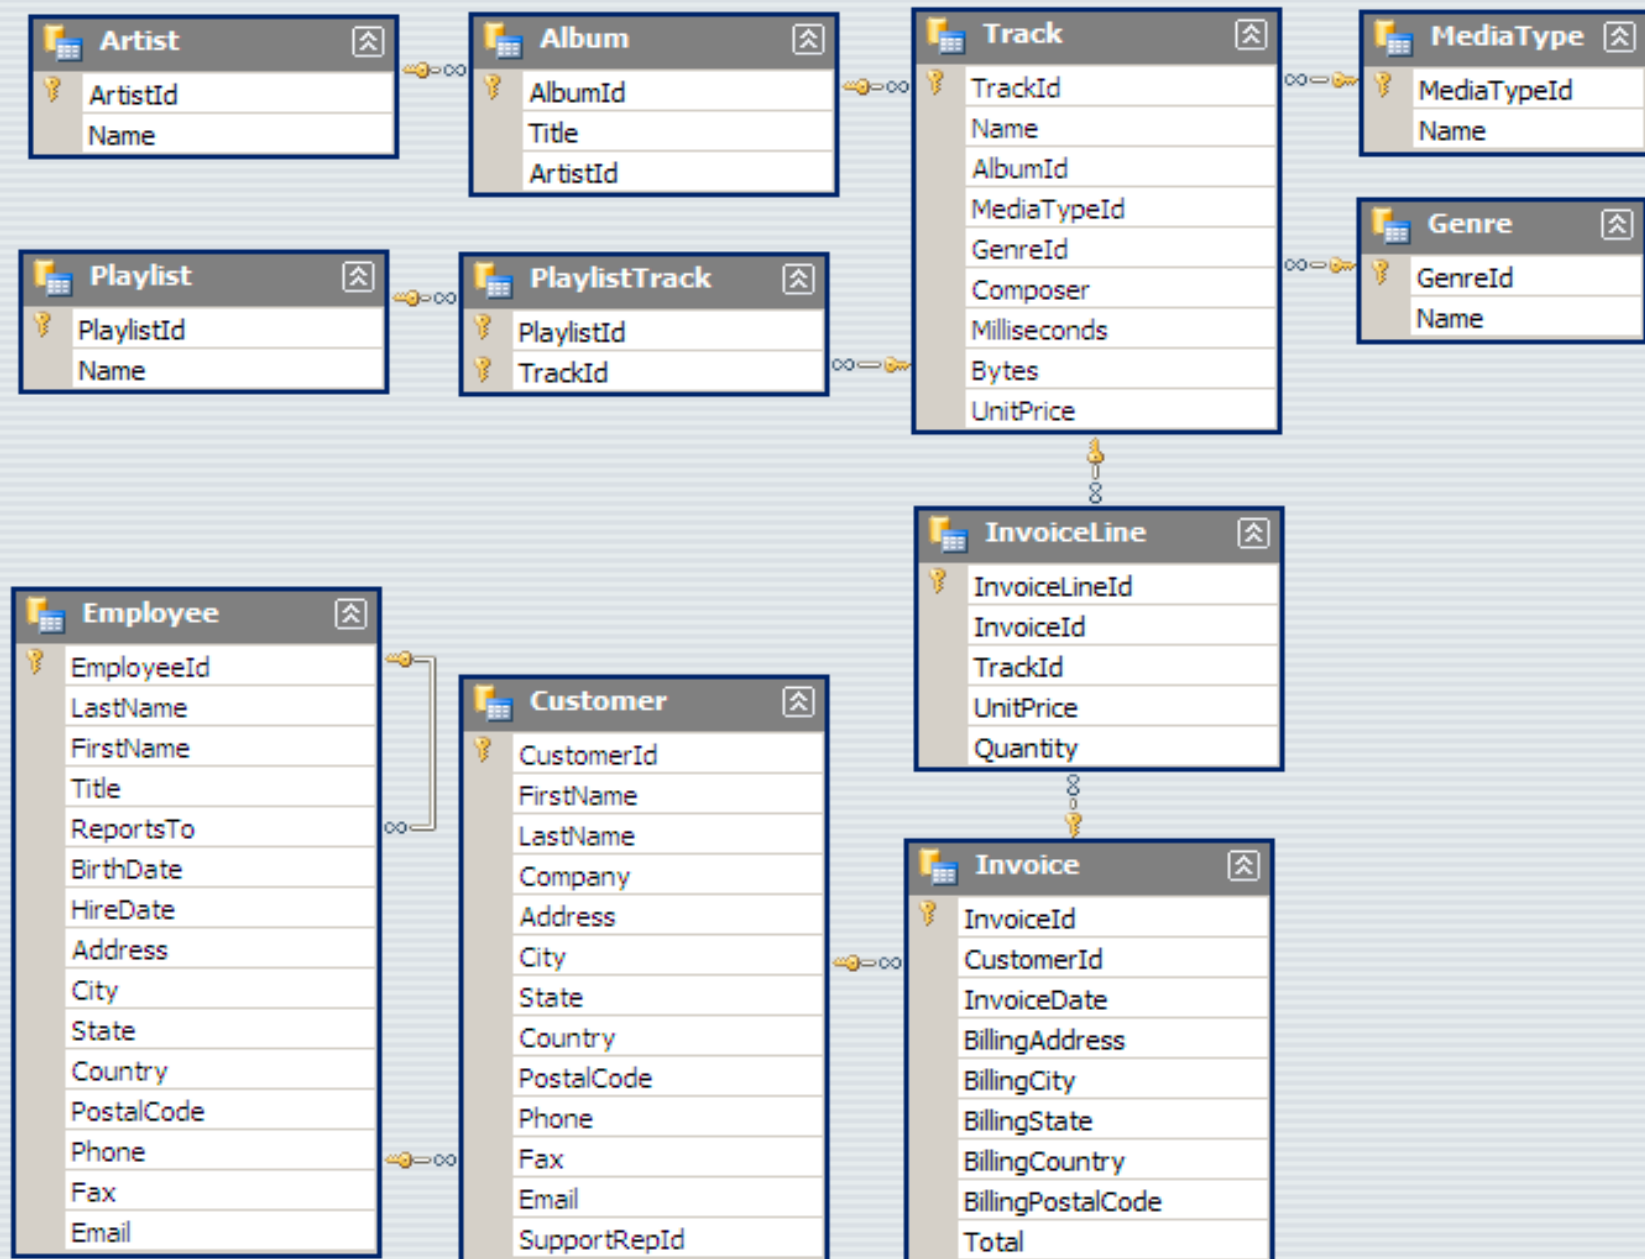 Artist
ArtistId
Name
Album
AlbumId
Title
ArtistId
Track
TrackId
Name
AlbumId
MediaTypeId
GenreId
Composer
Milliseconds
Bytes
UnitPrice
MediaType
MediaTypeId
Name
Genre
GenreId
Name
Playlist
PlaylistId
Name
PlaylistTrack
PlaylistId
TrackId
InvoiceLine
InvoiceLineId
InvoiceId
TrackId
UnitPrice
Quantity
Employee
EmployeeId
LastName
FirstName
Title
ReportsTo
BirthDate
HireDate
Address
City
State
Country
PostalCode
Phone
Fax
Email
Customer
CustomerId
FirstName
LastName
Company
Address
City
State
Country
PostalCode
Phone
Fax
Email
SupportRepId
Invoice
InvoiceId
CustomerId
InvoiceDate
BillingAddress
BillingCity
BillingState
BillingCountry
BillingPostalCode
Total